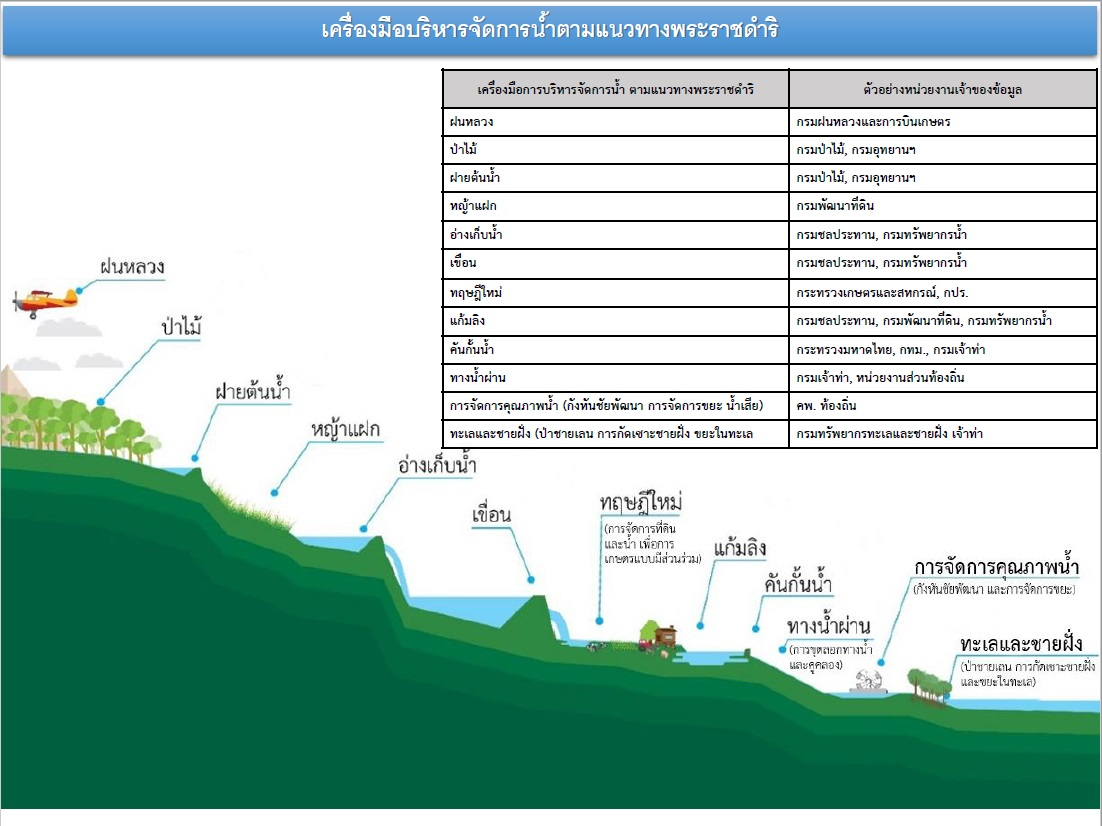 เครื่องมือบริหารจัดการน้ำตามแนวทางพระราชดำริ
เครื่องมือการบริหารจัดการน้ำ ตามแนวทางพระราชดำริ ตัวอย่างหน่วยงานเจ้าของข้อมูล
ฝนหลวง กรมฝนหลวงและการบินเกษตร
ป่าไม้ กรมป่าไม้, กรมอุทยานฯ
ฝายต้นน้ำ กรมป่าไม้, กรมอุทยานฯ
หญ้าแฝก กรมพัฒนาที่ดิน
อ่างเก็บน้ำ กรมชลประทาน, กรมทรัพยากรน้ำ
เขื่อน กรมชลประทาน, กรมทรัพยากรน้ำ
ทฤษฎีใหม่ กระทรวงเกษตรและสหกรณ์, กปร.
แก้มลิง กรมชลประทาน, กรมพัฒนาที่ดิน, กรมทรัพยากรน้ำ
คันกั้นน้ำ กระทรวงมหาดไทย, กทม., กรมเจ้าท่า
ทางน้ำผ่าน กรมเจ้าท่า, หน่วยงานส่วนท้องถิ่น
การจัดการคุณภาพน้ำ (กังหันชัยพัฒนา การจัดการขยะ น้ำเสีย) คพ. ท้องถิ่น
ทะเลและชายฝั่ง (ป่าชายเลน การกัดเซาะชายฝั่ง ขยะในทะเล กรมทรัพยากรทะเลและชายฝั่ง เจ้าท่า
ฝนหลวง
ป่าไม้
ฝายต้นน้ำ
หญ้าแฝก
อ่างเก็บน้ำ
เขื่อน
ทฤษฎีใหม่
(การจัดการที่ดิน
และน้ำ เพื่อการ
เกษตรแบบมีส่วนร่วม)
แก้มลิง
คันกั้นน้ำ
ทางน้ำผ่าน
(การขุดลอกทางน้ำ
และคูคลอง)
การจัดการคุณภาพน้ำ
(กังหันชัยพัฒนา และการจัดการขยะ)
ทะเลและชายฝั่ง
(ป่าชายเลน การกัดเซาะชายฝั่ง
และขยะในทะเล)